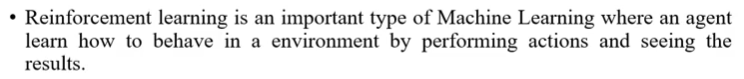 • Reinforcement learning is an important type of Machine Learning where an agent
learn how to behave in a environment by performing actions and seeing the
results.